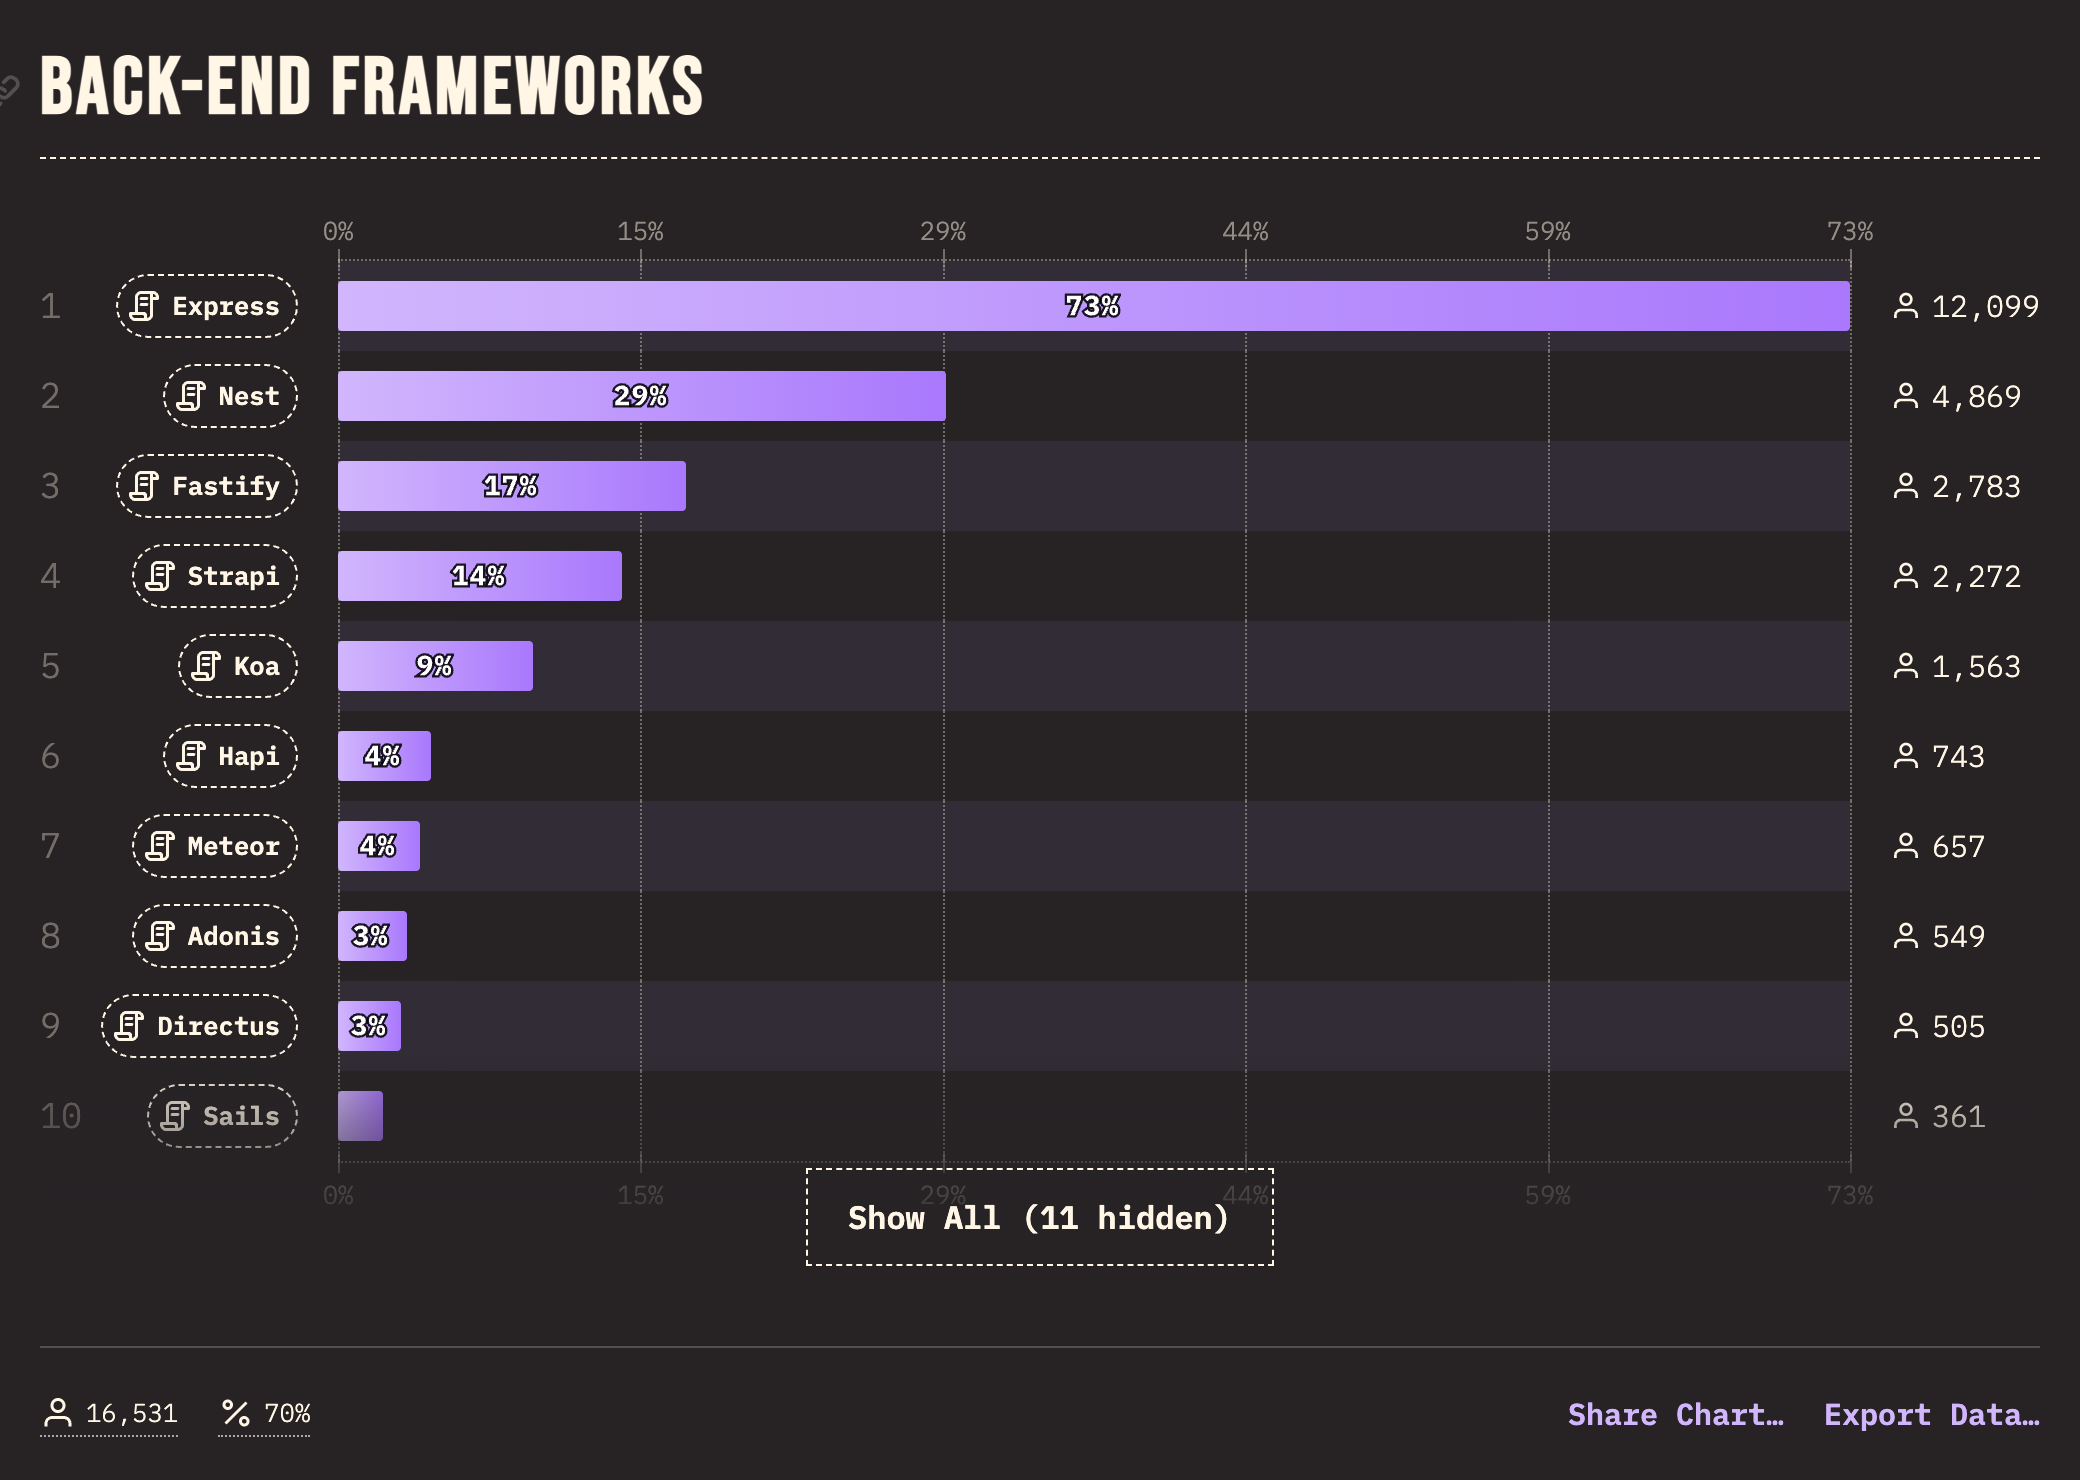 BACK-END FRAMEWORKS
0% 15% 29% 44% 59% 73%
1 Express 73% 12,099
2 Nest 29% 4,869
3 Fastify 17% 2,783
4 Strapi 14% 2,272
5 Koa 9% 1,563
6 Hapi 4% 743
7 Meteor 4% 657
8 Adonis 3% 549
9 Directus 3% 505
10 Sails 361
0% 15% 29% 44% 59% 73%
Show All (11 hidden)
16,531 % 70% Share Chart… Export Data…